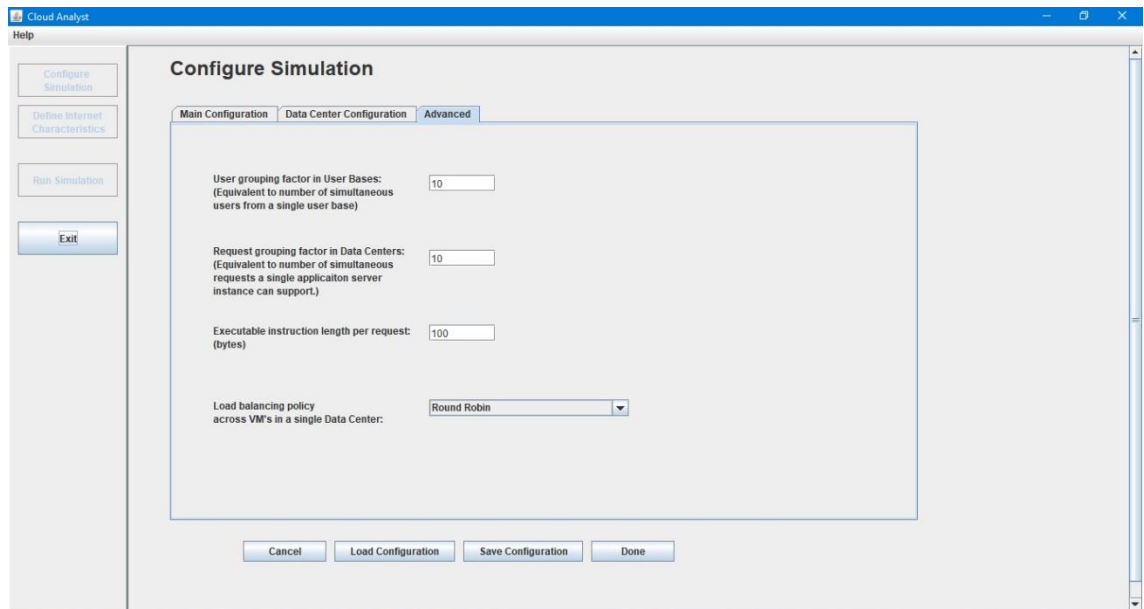 Cloud Analyst
Help
Configure
Simulation
Define Internet
Characteristics
Run Simulation
Exit
Configure Simulation
Main Configuration
Data Center Configuration
Advanced
User grouping factor in User Bases:
(Equivalent to number of simultaneous
users from a single user base)
10
Request grouping factor in Data Centers:
(Equivalent to number of simultaneous
requests a single applicaiton server
instance can support.)
10
Executable instruction length per request:
(bytes)
100
Load balancing policy
across VM's in a single Data Center:
Round Robin
Cancel
Load Configuration
Save Configuration
Done